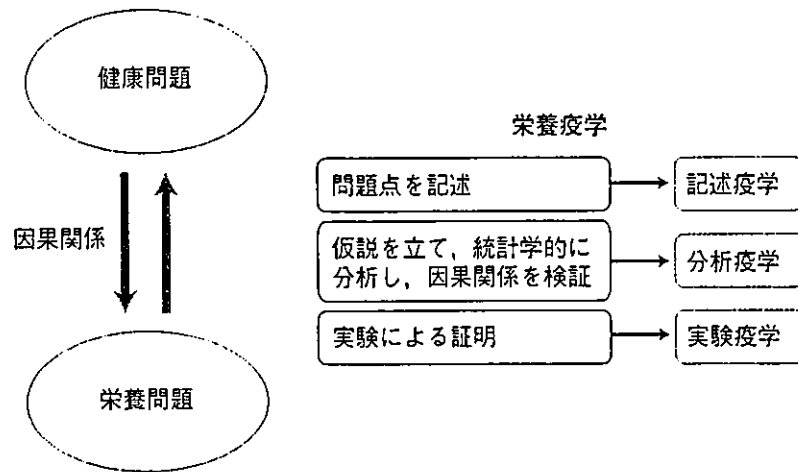 健康問題
因果関係
栄養問題
栄養疫学
問題点を記述
記述疫学
仮説を立て，統計学的に
分析し，因果関係を検証
分析疫学
実験による証明
実験疫学